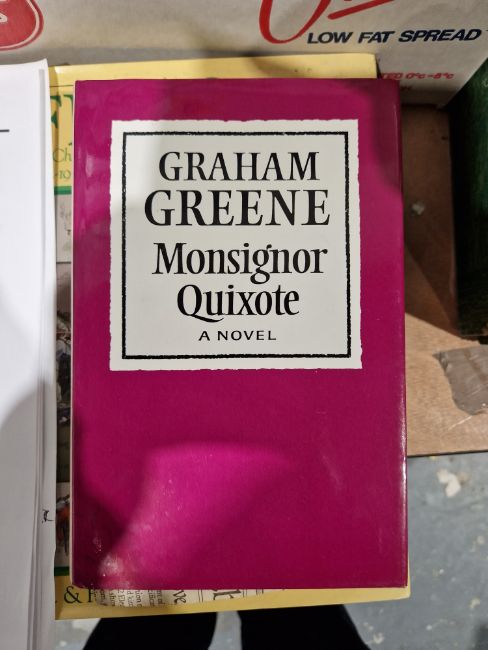 LOW FAT SPREAD
GRAHAM
GREENE
Monsignor
Quixote
A NOVEL